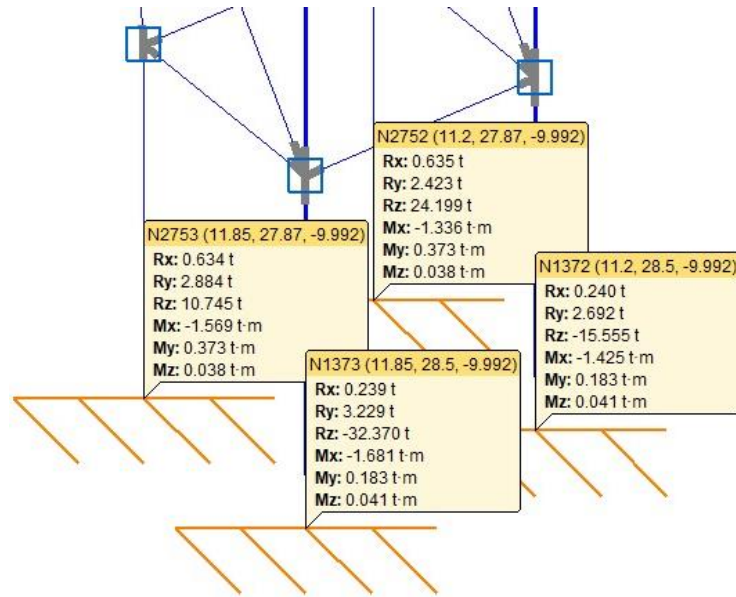 N2752 (11.2, 27.87, -9.992)
Rx: 0.635 t
Ry: 2.423 t
Rz: 24.199 t
Mx: -1.336 t·m
My: 0.373 t·m
Mz: 0.038 t·m
N2753 (11.85, 27.87, -9.992)
Rx: 0.634 t
Ry: 2.884 t
Rz: 10.745 t
Mx: -1.569 t·m
My: 0.373 t·m
Mz: 0.038 t·m
N1372 (11.2, 28.5, -9.992)
Rx: 0.240 t
Ry: 2.692 t
Rz: -15.555 t
Mx: -1.425 t·m
My: 0.183 t·m
Mz: 0.041 t·m
N1373 (11.85, 28.5, -9.992)
Rx: 0.239 t
Ry: 3.229 t
Rz: -32.370 t
Mx: -1.681 t·m
My: 0.183 t·m
Mz: 0.041 t·m